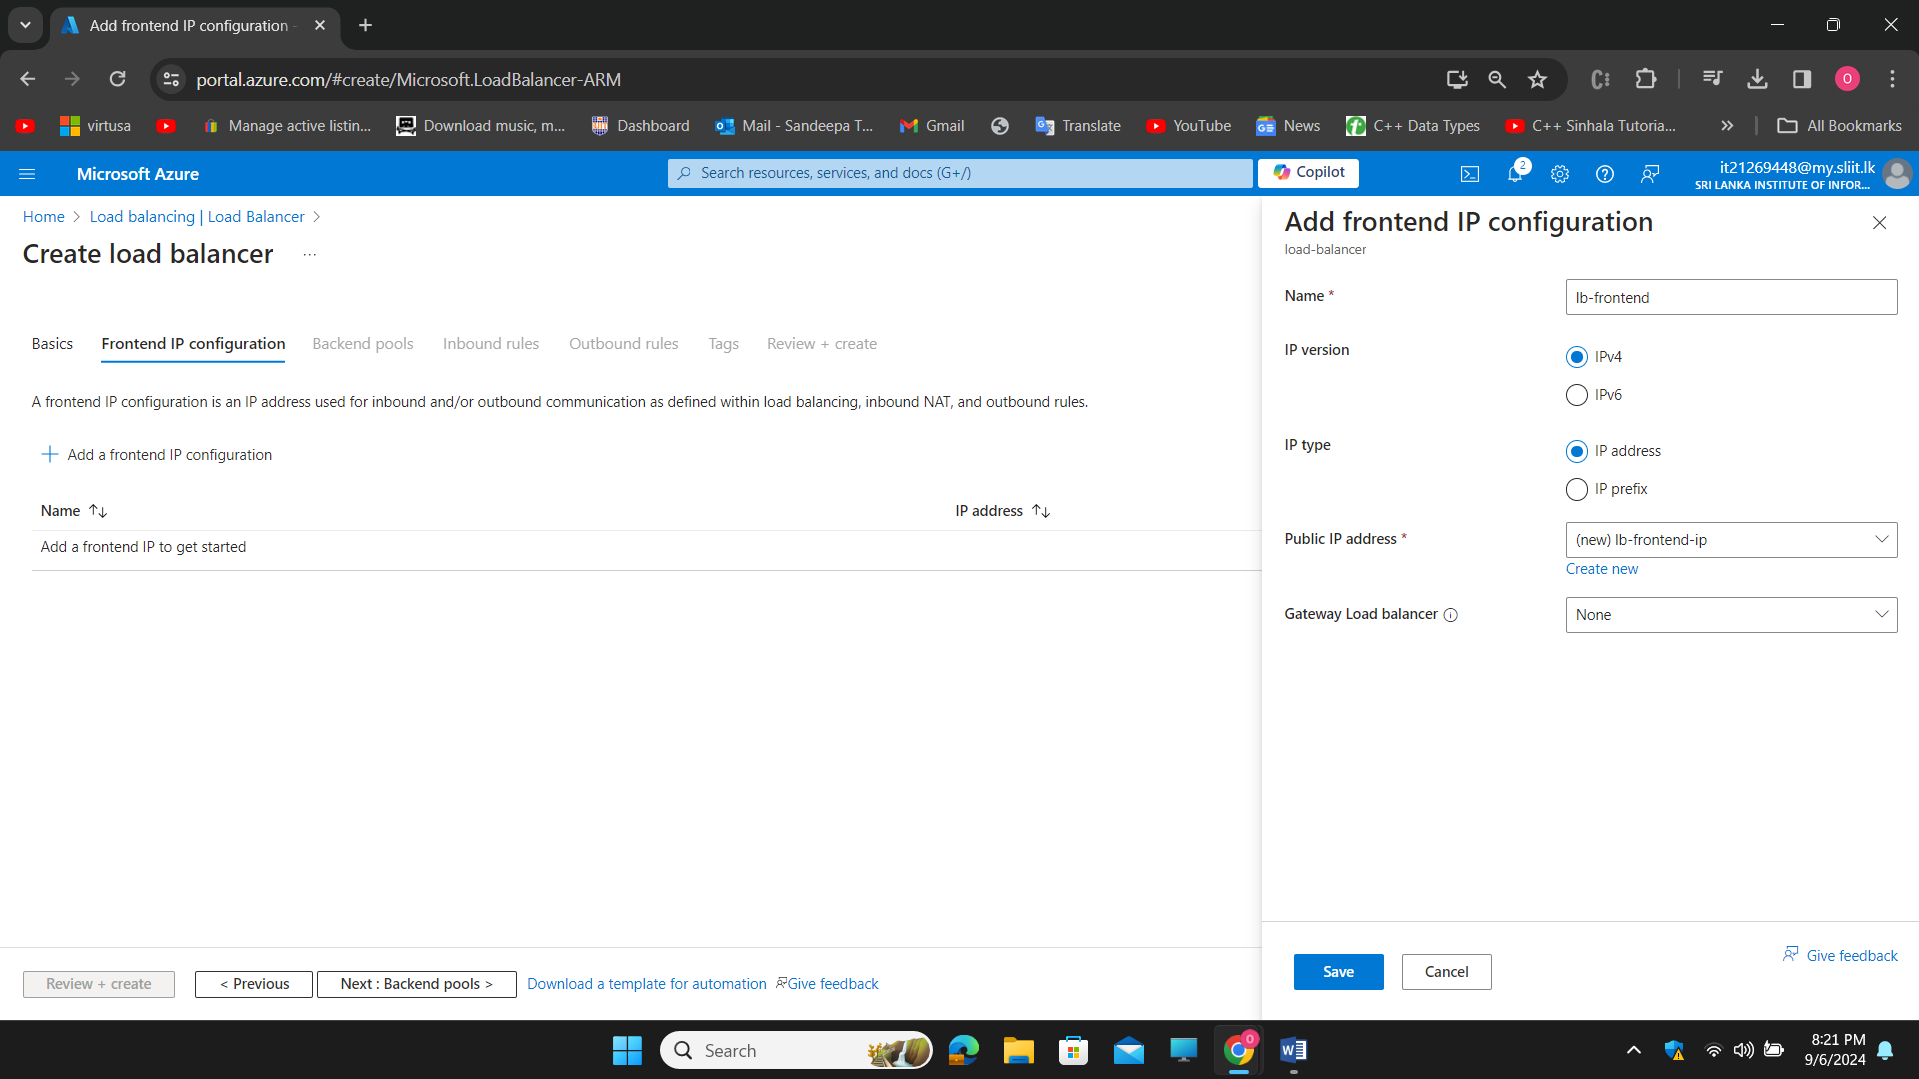 Add frontend IP configuration -
portal.azure.com/#create/Microsoft.LoadBalancer-ARM
O
virtusa
Manage active listin...
Download music, m...
Dashboard
Mail - Sandeepa T...
Gmail
Translate
YouTube
News
C++ Data Types
C++ Sinhala Tutoria...
All Bookmarks
Microsoft Azure
Search resources, services, and docs (G+/)
Copilot
2
it21269448@my.sliit.lk
SRI LANKA INSTITUTE OF INFOR...
Home > Load balancing | Load Balancer >
Create load balancer ...
Basics
Frontend IP configuration
Backend pools
Inbound rules
Outbound rules
Tags
Review + create
A frontend IP configuration is an IP address used for inbound and/or outbound communication as defined within load balancing, inbound NAT, and outbound rules.
+ Add a frontend IP configuration
Name ↑↓
IP address ↑↓
Add a frontend IP to get started
Review + create
< Previous
Next : Backend pools >
Download a template for automation
Give feedback
Add frontend IP configuration
load-balancer
Name *
lb-frontend
IP version
IPv4
IPv6
IP type
IP address
IP prefix
Public IP address *
(new) lb-frontend-ip
Create new
Gateway Load balancer
None
Save
Cancel
Give feedback
Search
0
8:21 PM
9/6/2024